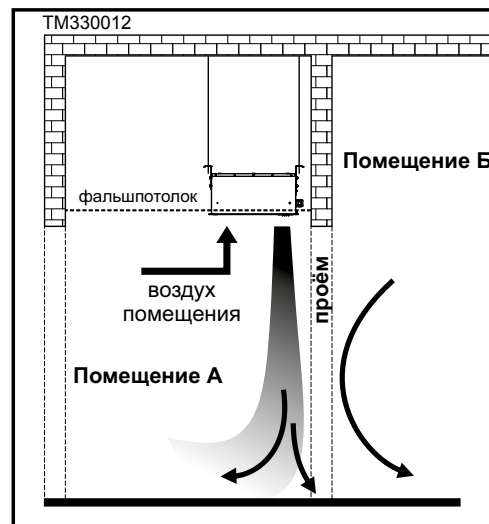 ТМ330012
Помещение Б
фальшпотолок
проём
воздух
помещения
Помещение А